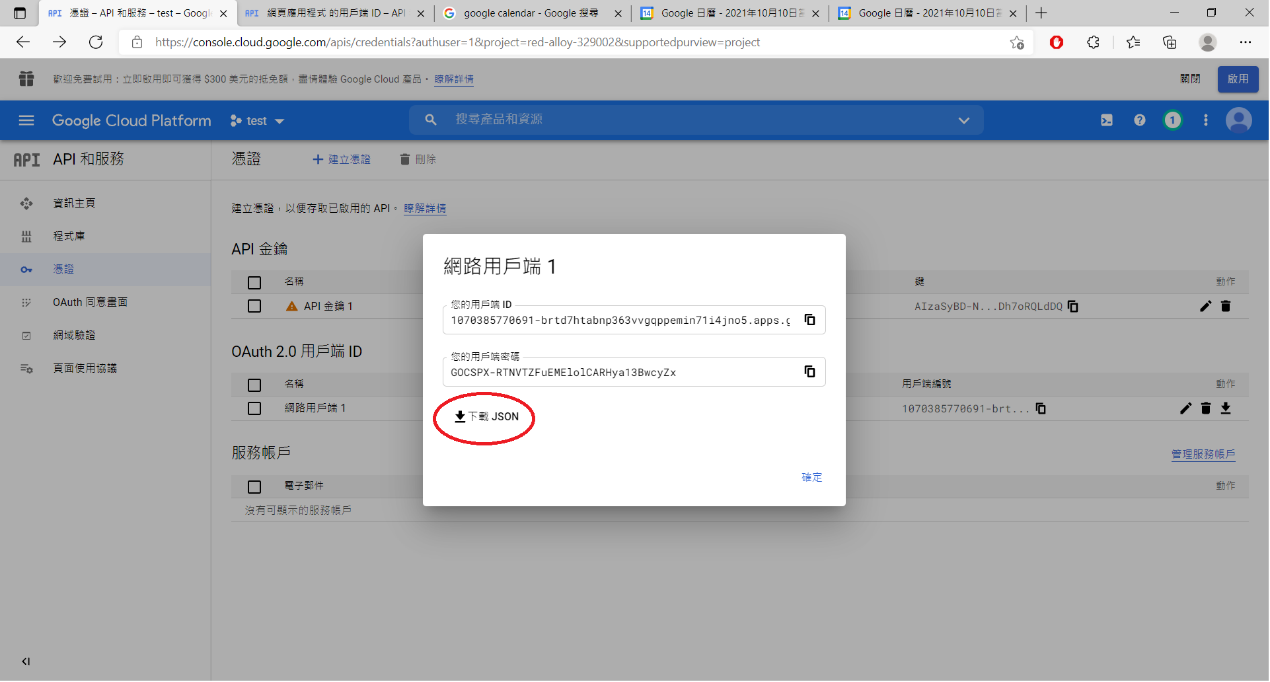 API 憑證 – API 和服務 – test – Googl
API 網頁應用程式 的用戶端 ID – API
google calendar - Google 搜尋
14 Google 日曆 - 2021年10月10日
14 Google 日曆 - 2021年10月10日
https://console.cloud.google.com/apis/credentials?authuser=1&project=red-alloy-329002&supportedpurview=project
歡迎免費試用：立即啟用即可獲得 $300 美元的抵免額，盡情體驗 Google Cloud 產品。瞭解詳情
關閉
啟用
Google Cloud Platform
test
搜尋產品和資源
1
API API 和服務
憑證
建立憑證
刪除
資訊主頁
程式庫
憑證
OAuth 同意畫面
網域驗證
頁面使用協議
建立憑證，以便存取已啟用的 API。瞭解詳情
API 金鑰
名稱
鍵
動作
API 金鑰 1
AIzaSyBD-N...Dh7oRQLdDQ
OAuth 2.0 用戶端 ID
名稱
用戶端編號
動作
網路用戶端 1
1070385770691-brt...
服務帳戶
管理服務帳戶
電子郵件
動作
沒有可顯示的服務帳戶
網路用戶端 1
您的用戶端 ID
1070385770691-brtd7htabnp363vvgqppemin71i4jno5.apps.g
您的用戶端密碼
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
下載 JSON
確定